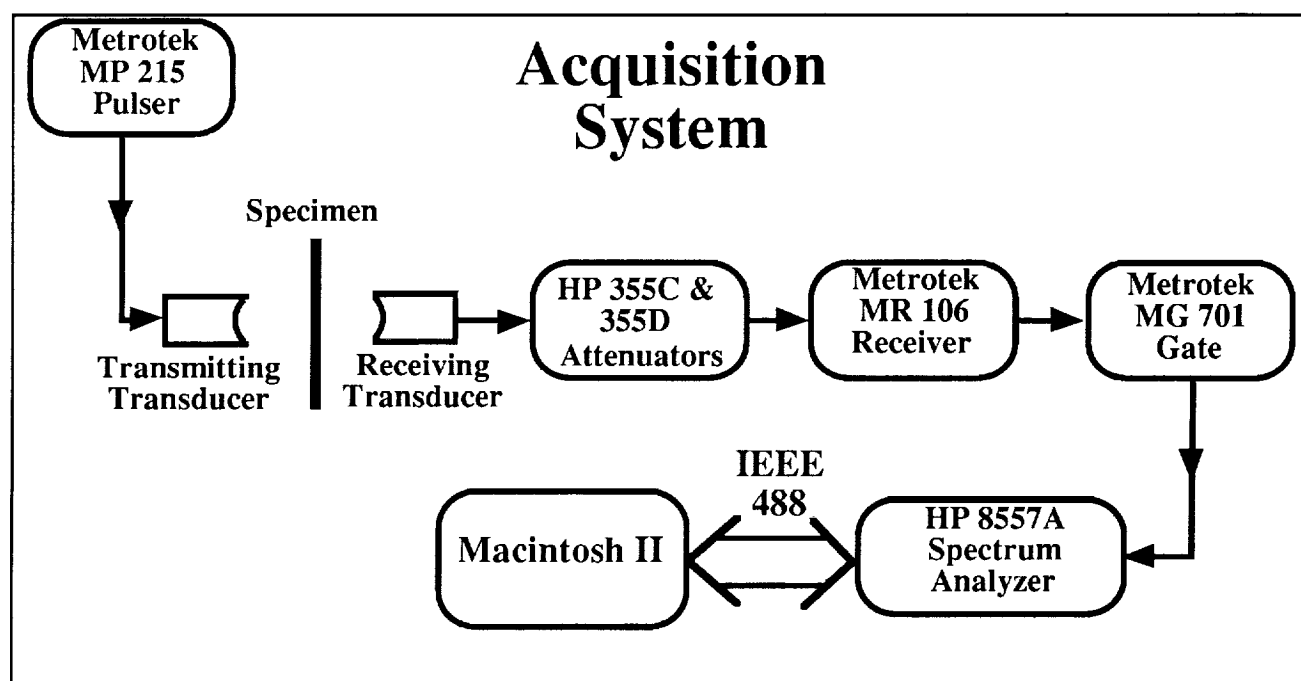 Metrotek
MP 215
Pulser
Acquisition
System
Specimen
Transmitting
Transducer
Receiving
Transducer
HP 355C &
355D
Attenuators
Metrotek
MR 106
Receiver
Metrotek
MG 701
Gate
IEEE
488
Macintosh II
HP 8557A
Spectrum
Analyzer